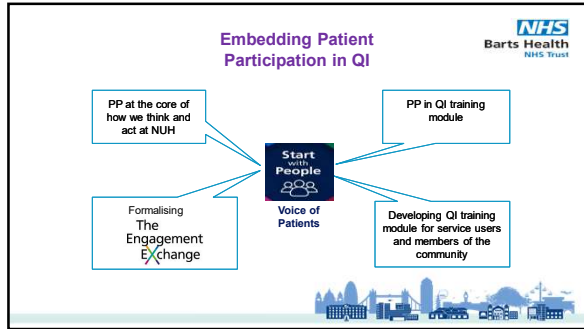 Embedding Patient
Participation in QI
NHS
Barts Health
NHS Trust
PP at the core of
how we think and
act at NUH
PP in QI training
module
Start
with
People
Voice of
Patients
Formalising
The
Engagement
EXchange
Developing QI training
module for service users
and members of the
community